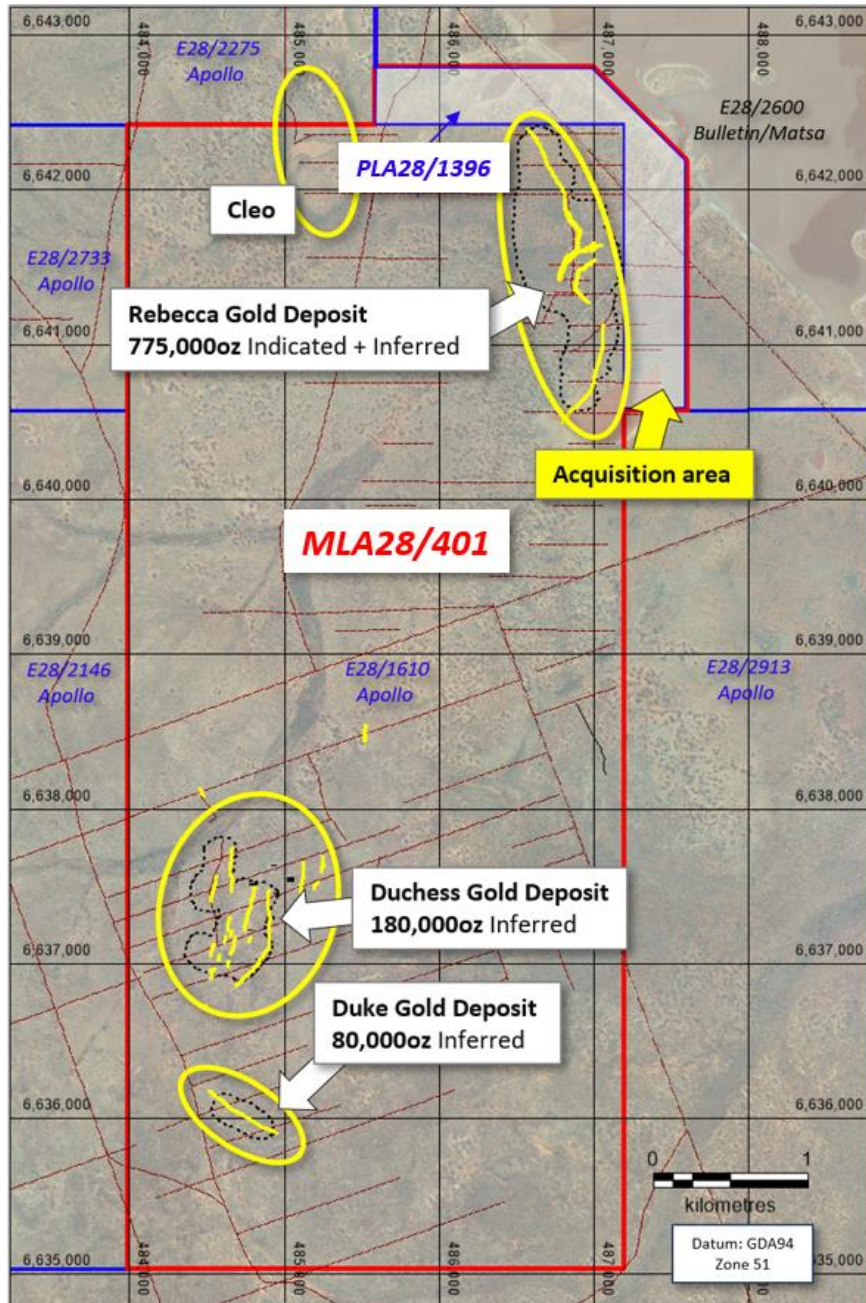 6,643,000
484,000
485,000
486,000
487,000
488,000
6,643,000
E28/2275
Apollo
E28/2600
Bulletin/Matsa
PLA28/1396
6,642,000
6,642,000
Cleo
E28/2733
Apollo
Rebecca Gold Deposit
775,000oz Indicated + Inferred
6,641,000
6,641,000
Acquisition area
6,640,000
6,640,000
MLA28/401
6,639,000
6,639,000
E28/2146
Apollo
E28/1610
Apollo
E28/2913
Apollo
6,638,000
6,638,000
Duchess Gold Deposit
180,000oz Inferred
6,637,000
6,637,000
Duke Gold Deposit
80,000oz Inferred
6,636,000
6,636,000
0 1
kilometres
Datum: GDA94
Zone 51
6,635,000
484,000
485,000
486,000
487,000
6,635,000